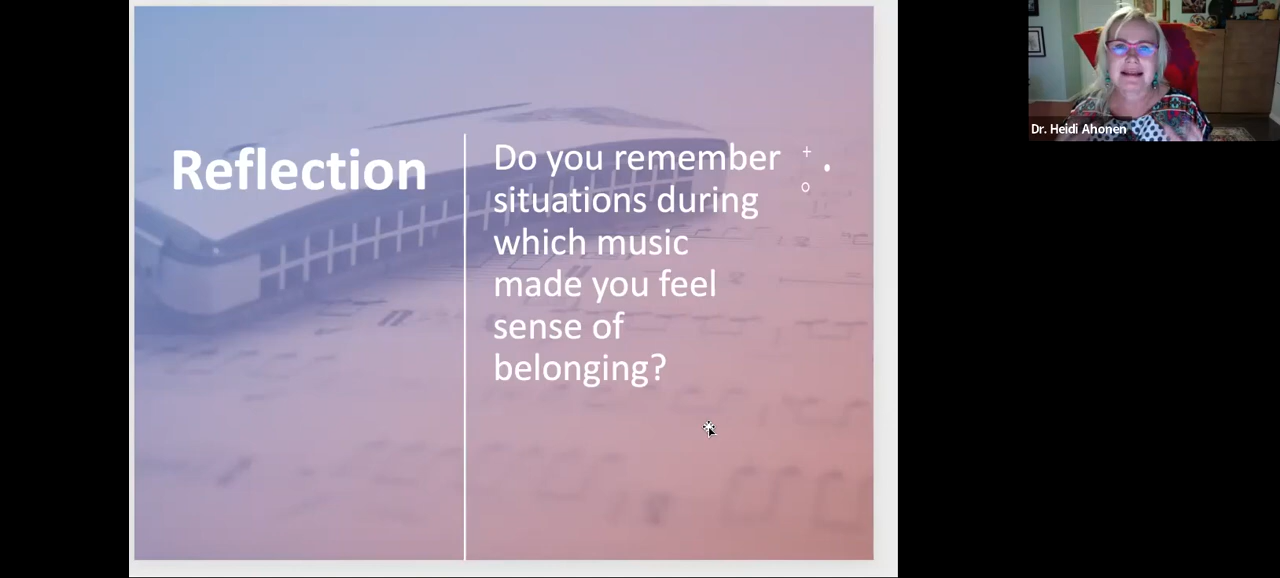 Reflection
Do you remember
situations during
which music
made you feel
sense of
belonging?
Dr. Heidi Ahonen